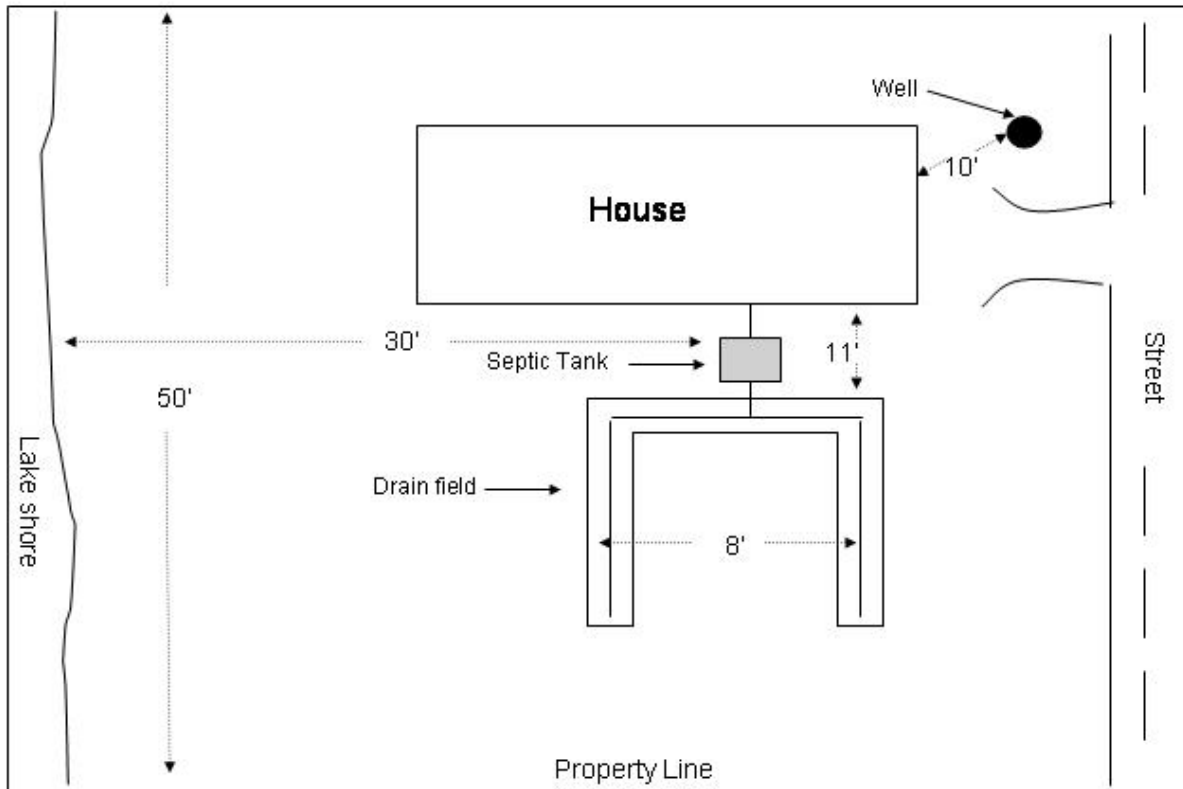 Well
10'
House
30'
Septic Tank
11'
Street
50'
Lake shore
Drain field
8'
Property Line